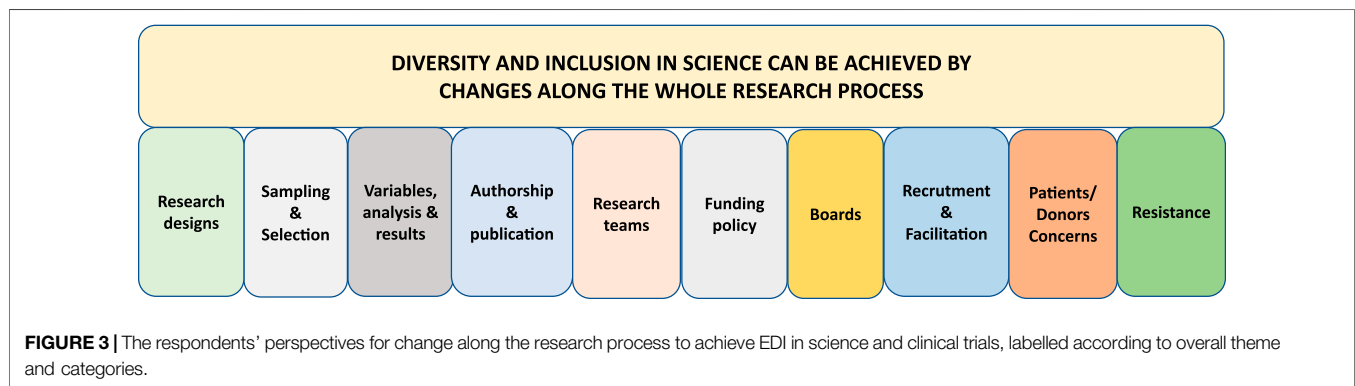 DIVERSITY AND INCLUSION IN SCIENCE CAN BE ACHIEVED BY
CHANGES ALONG THE WHOLE RESEARCH PROCESS
Research
designs
Sampling
&
Selection
Variables,
analysis &
results
Authorship
&
publication
Research
teams
Funding
policy
Boards
Recrutment
&
Facilitation
Patients/
Donors
Concerns
Resistance
FIGURE 3 | The respondents’ perspectives for change along the research process to achieve EDI in science and clinical trials, labelled according to overall theme
and categories.